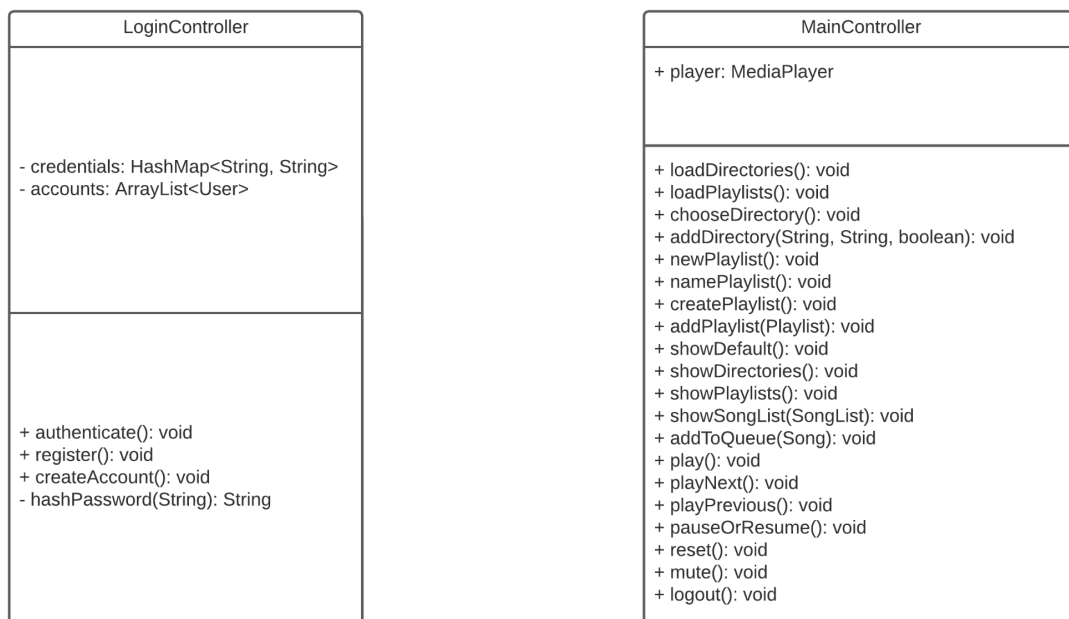 LoginController
- credentials: HashMap<String, String>
- accounts: ArrayList<User>
+ authenticate(): void
+ register(): void
+ createAccount(): void
- hashPassword(String): String
MainController
+ player: MediaPlayer
+ loadDirectories(): void
+ loadPlaylists(): void
+ chooseDirectory(): void
+ addDirectory(String, String, boolean): void
+ newPlaylist(): void
+ namePlaylist(): void
+ createPlaylist(): void
+ addPlaylist(Playlist): void
+ showDefault(): void
+ showDirectories(): void
+ showPlaylists(): void
+ showSongList(SongList): void
+ addToQueue(Song): void
+ play(): void
+ playNext(): void
+ playPrevious(): void
+ pauseOrResume(): void
+ reset(): void
+ mute(): void
+ logout(): void